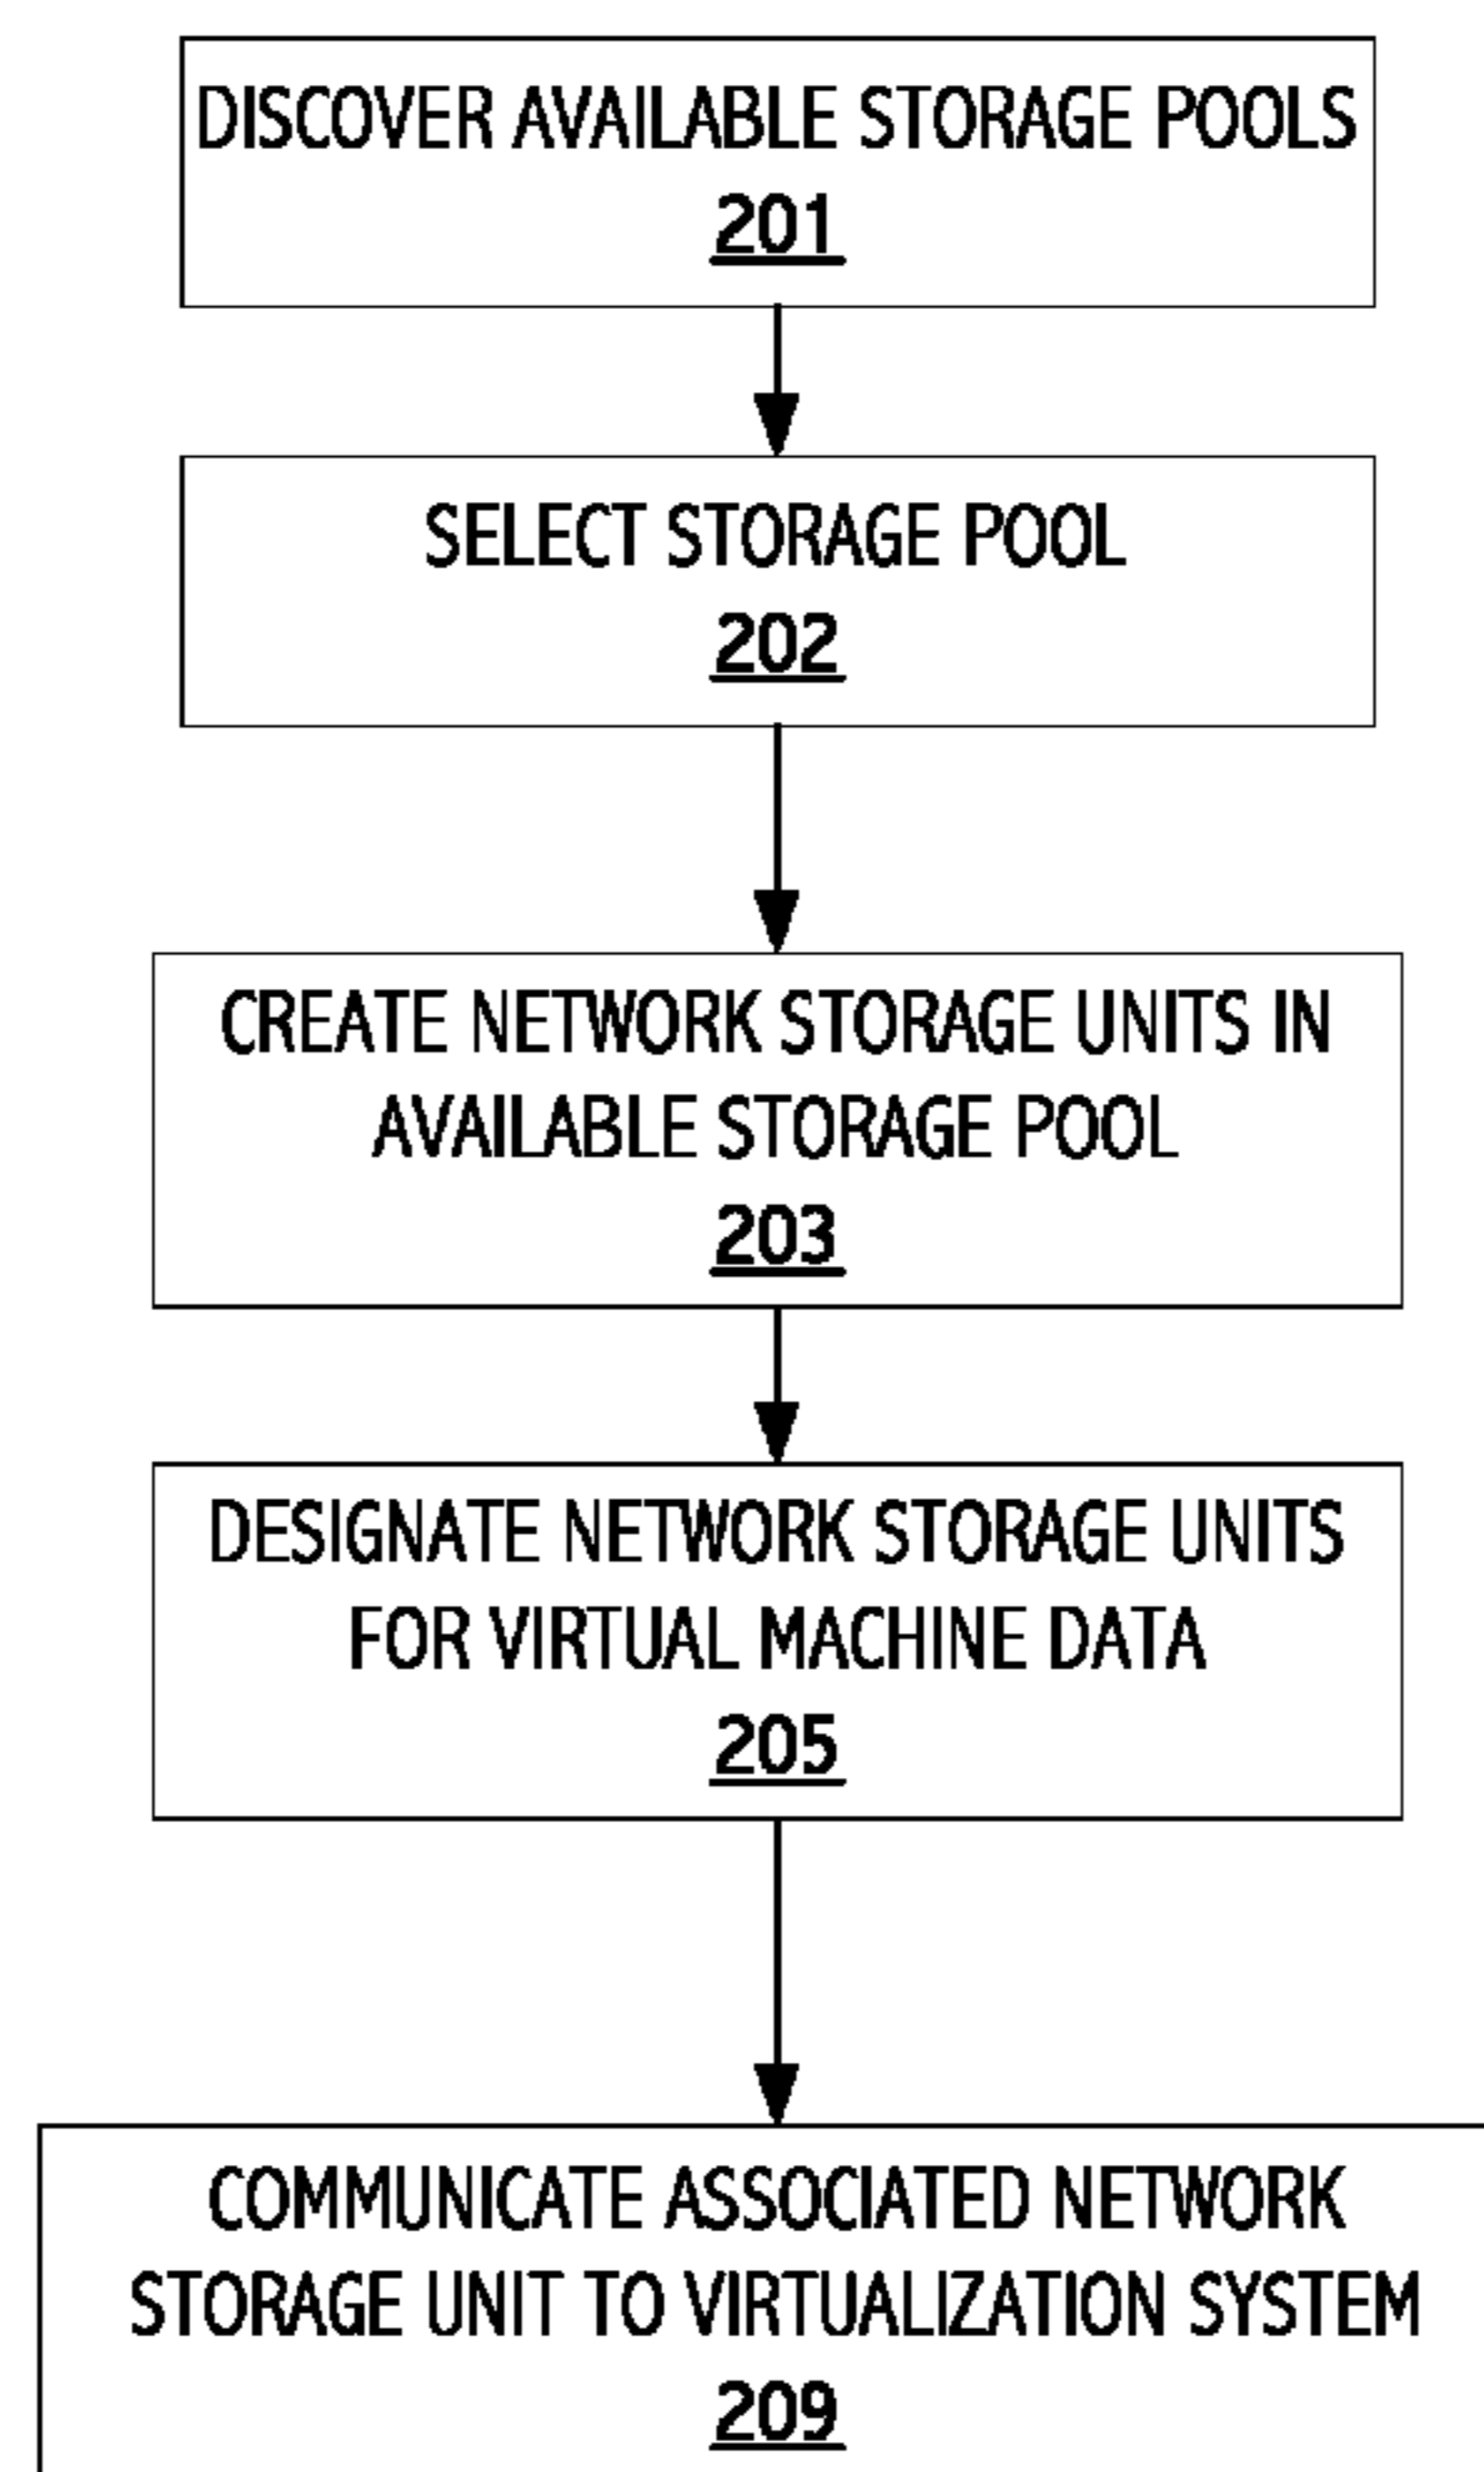 DISCOVER AVAILABLE STORAGE POOLS
201
SELECT STORAGE POOL
202
CREATE NETWORK STORAGE UNITS IN
AVAILABLE STORAGE POOL
203
DESIGNATE NETWORK STORAGE UNITS
FOR VIRTUAL MACHINE DATA
205
COMMUNICATE ASSOCIATED NETWORK
STORAGE UNIT TO VIRTUALIZATION SYSTEM
209